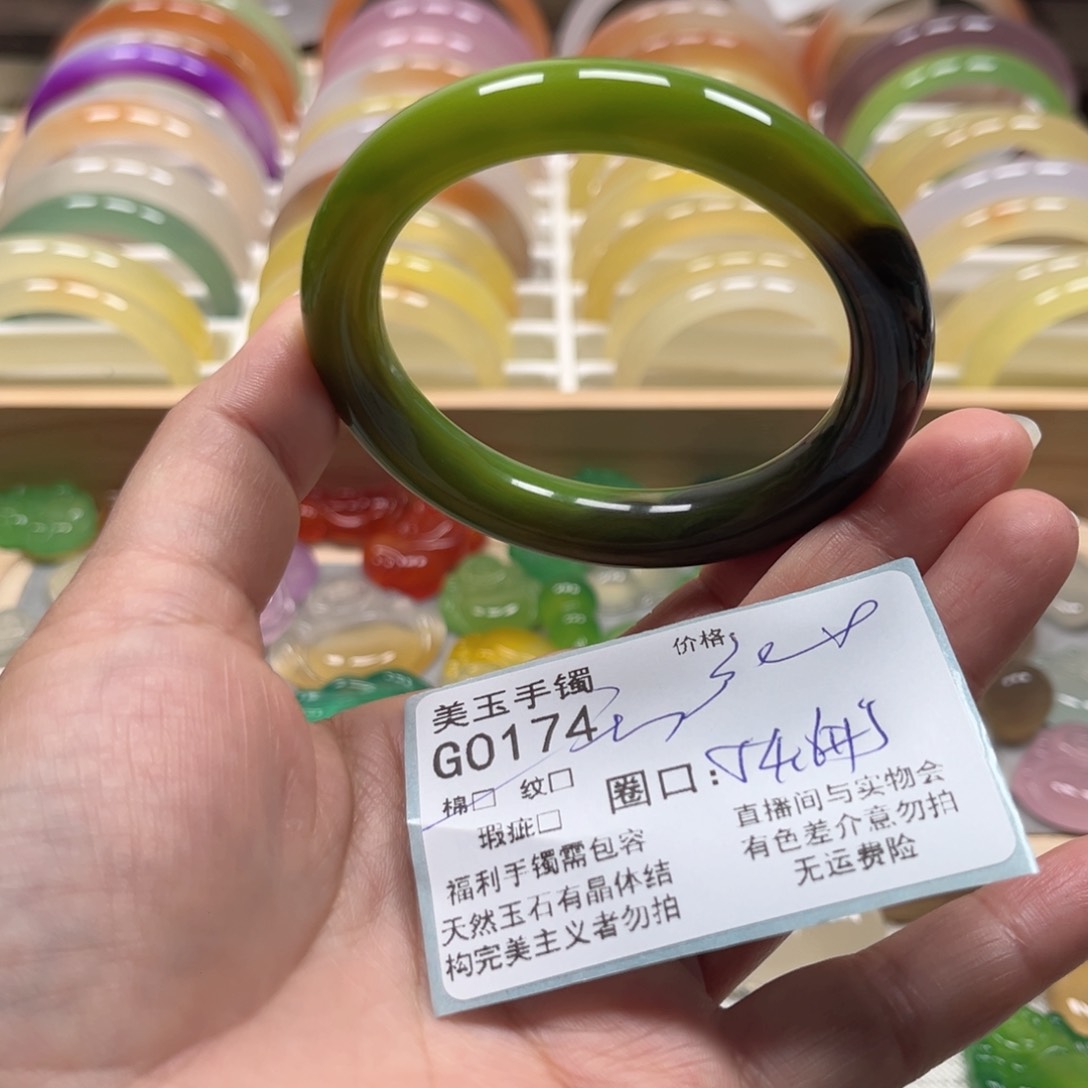 价格:
美玉手镯
G0174
棉□ 纹□
圈口:54
瑕疵□
直播间与实物会
有色差介意勿拍
无运费险
福利手镯需包容
天然玉石有晶体结
构完美主义者勿拍